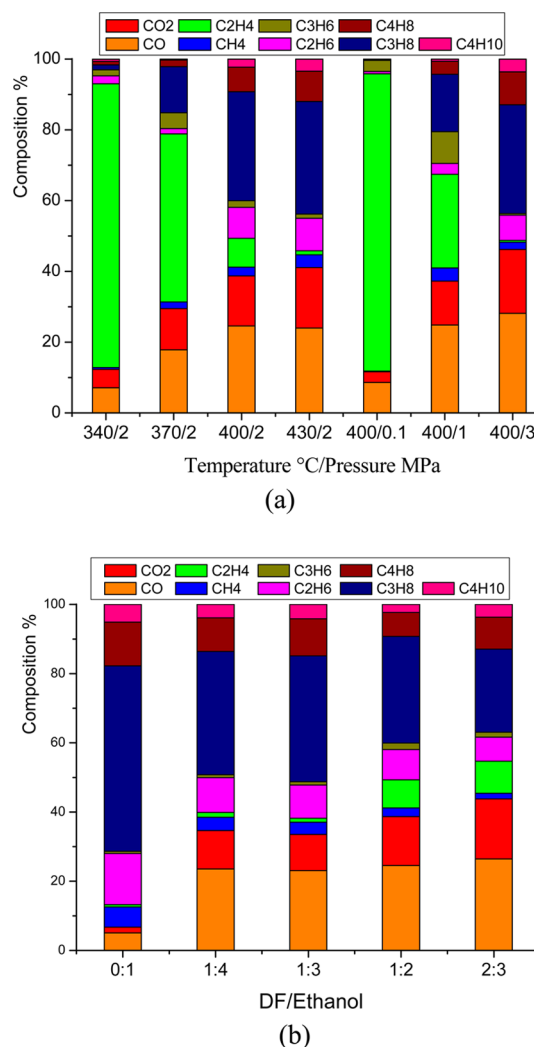 CO2 C2H4 C3H6 C4H8
CO CH4 C2H6 C3H8 C4H10
Composition %
100
80
60
40
20
0
340/2 370/2 400/2 430/2 400/0.1 400/1 400/3
Temperature °C/Pressure MPa
(a)
CO2 C2H4 C3H6 C4H8
CO CH4 C2H6 C3H8 C4H10
Composition %
100
80
60
40
20
0
0:1 1:4 1:3 1:2 2:3
DF/Ethanol
(b)